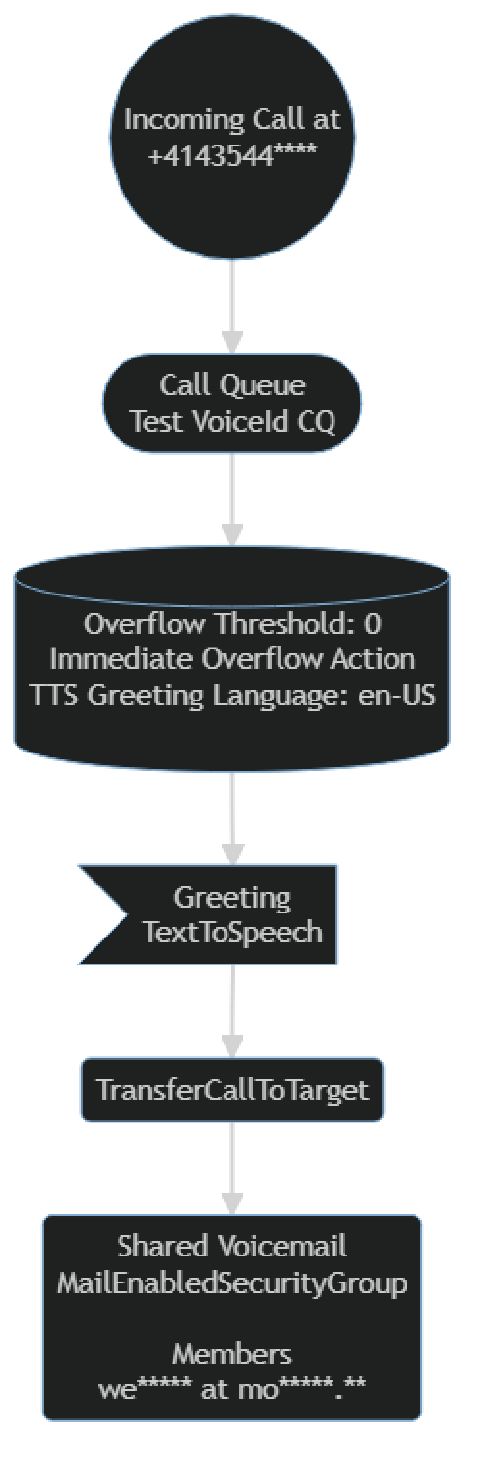 Incoming Call at
+4143544****
Call Queue
Test VoiceId CQ
Overflow Threshold: 0
Immediate Overflow Action
TTS Greeting Language: en-US
Greeting
TextToSpeech
TransferCallToTarget
Shared Voicemail
MailEnabledSecurityGroup
Members
we***** at mo*****.**